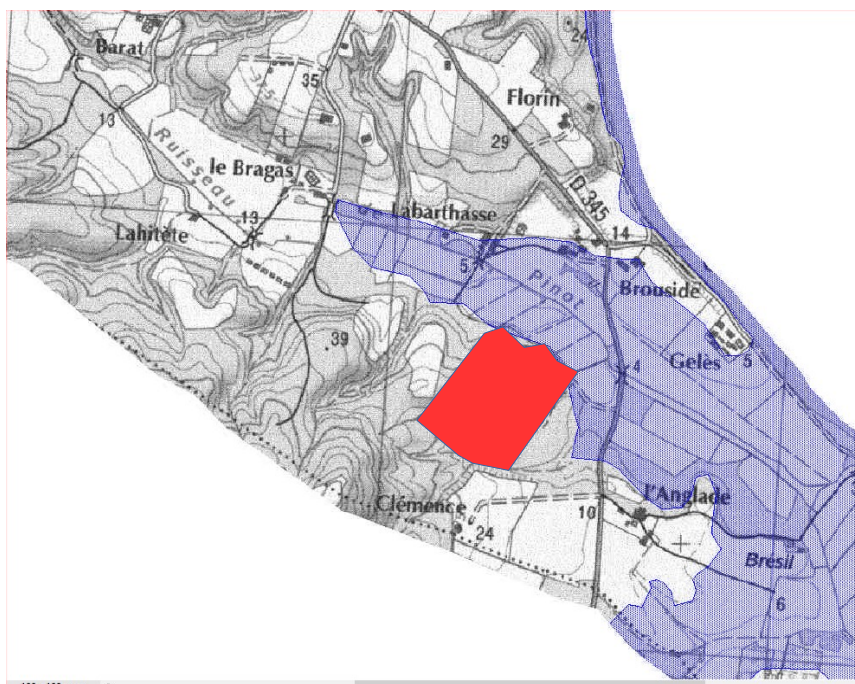 24
Barat
35
Florin
13
29
Ruisseau
le Bragas
D.345
Labarthasse
13
14
Lahitète
5
Pinot
Brouside
39
Gelès
5
4
l'Anglade
Clémence
10
24
Brésil
6